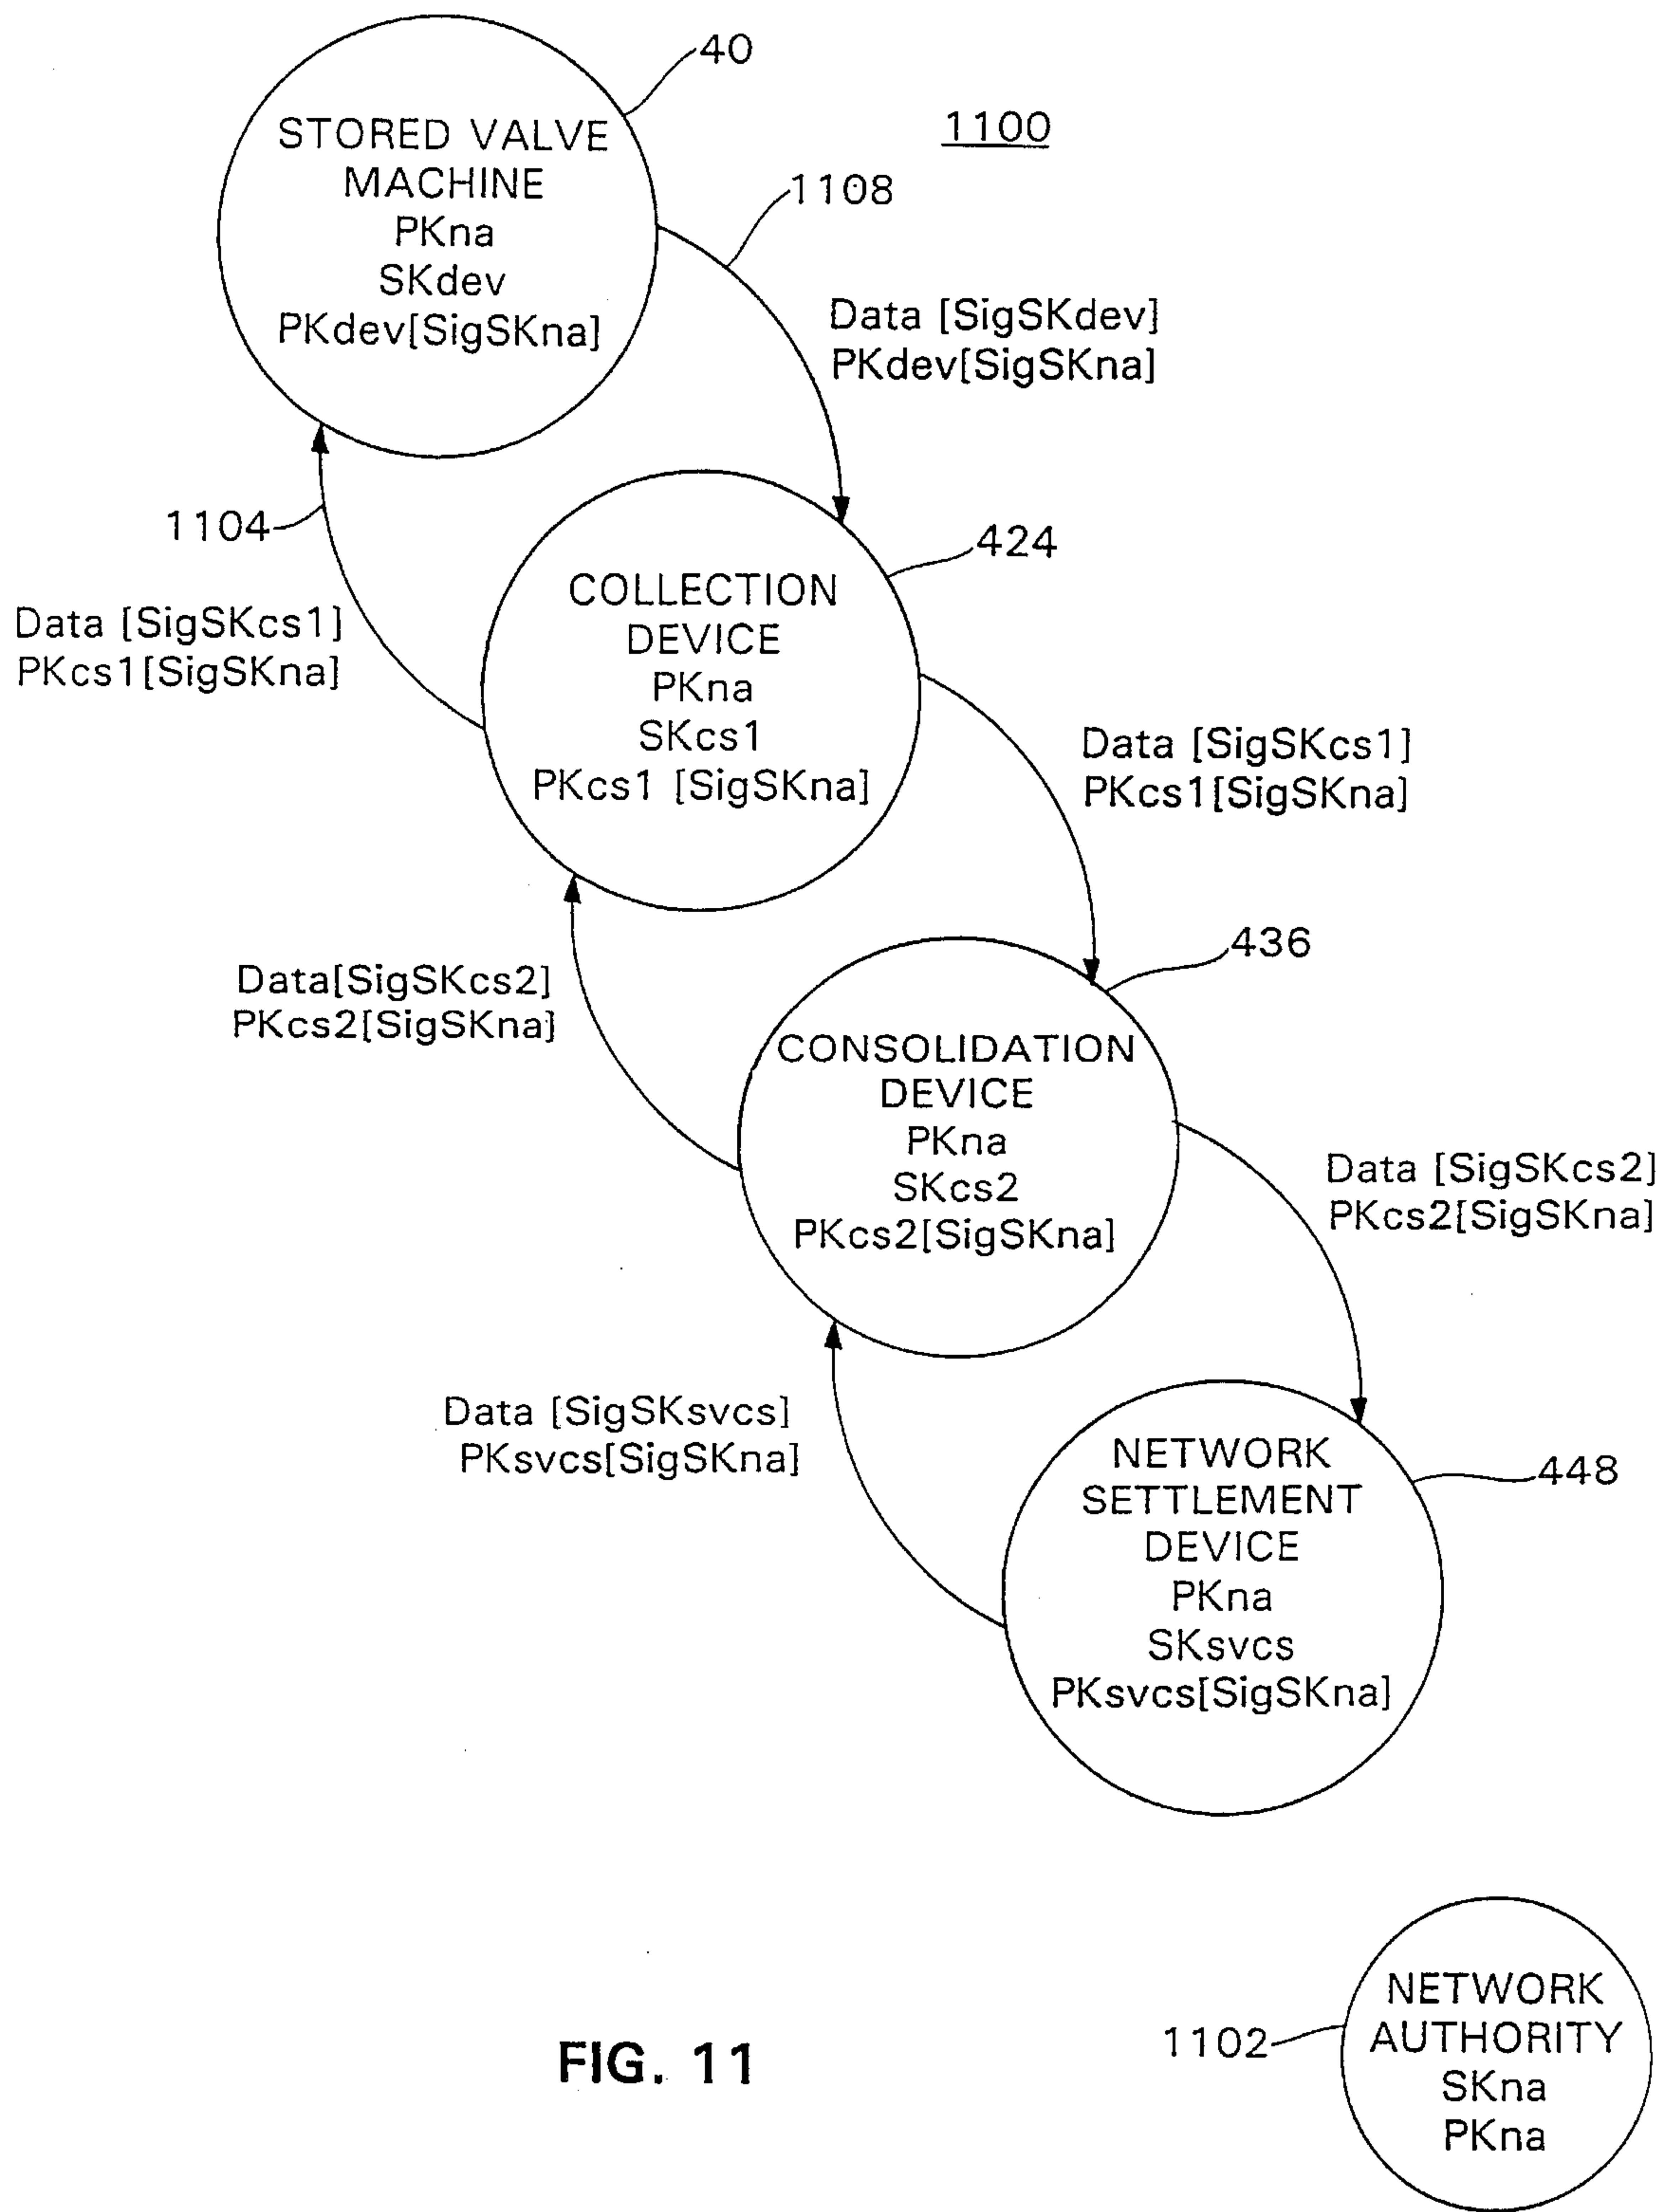 40
1100
STORED VALVE
MACHINE
PKna
SKdev
PKdev[SigSKna]
1108
Data [SigSKdev]
PKdev[SigSKna]
1104
Data [SigSKcs1]
PKcs1[SigSKna]
424
COLLECTION
DEVICE
PKna
SKcs1
PKcs1 [SigSKna]
Data [SigSKcs1]
PKcs1[SigSKna]
436
Data[SigSKcs2]
PKcs2[SigSKna]
CONSOLIDATION
DEVICE
PKna
SKcs2
PKcs2[SigSKna]
Data [SigSKcs2]
PKcs2[SigSKna]
Data [SigSKsvcs]
PKsvcs[SigSKna]
448
NETWORK
SETTLEMENT
DEVICE
PKna
SKsvcs
PKsvcs[SigSKna]
1102
NETWORK
AUTHORITY
SKna
PKna
FIG. 11